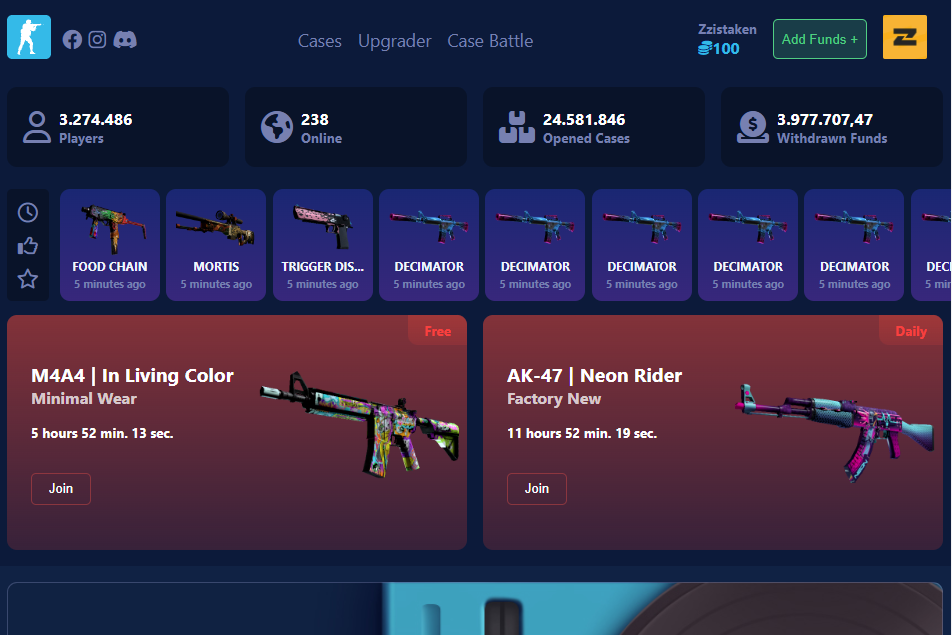 Cases Upgrader Case Battle
Zzistaken
100
Add Funds +
3.274.486
Players
238
Online
24.581.846
Opened Cases
3.977.707,47
Withdrawn Funds
FOOD CHAIN
5 minutes ago
MORTIS
5 minutes ago
TRIGGER DIS...
5 minutes ago
DECIMATOR
5 minutes ago
DECIMATOR
5 minutes ago
DECIMATOR
5 minutes ago
DECIMATOR
5 minutes ago
DECIMATOR
5 minutes ago
DEC
5 min
Free
M4A4 | In Living Color
Minimal Wear
5 hours 52 min. 13 sec.
Join
Daily
AK-47 | Neon Rider
Factory New
11 hours 52 min. 19 sec.
Join